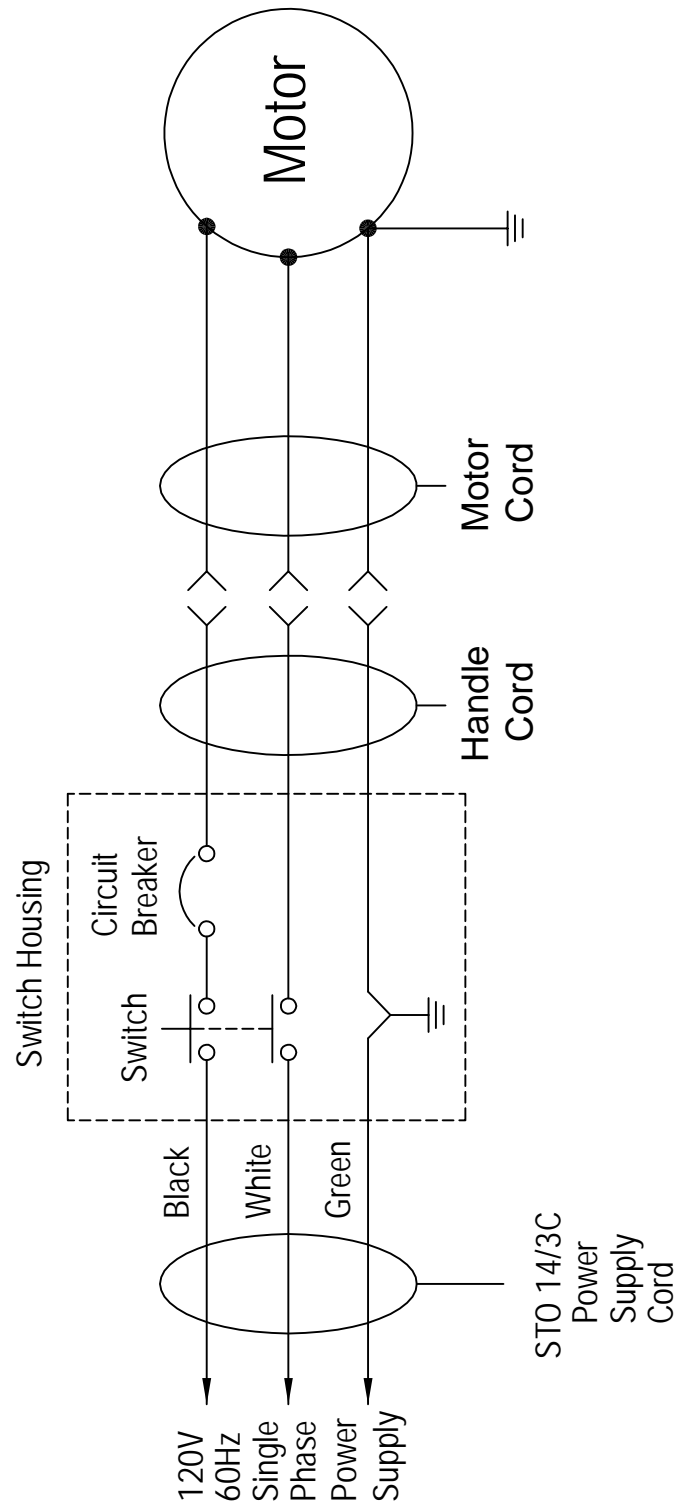 Switch Housing
Switch
Circuit
Breaker
Black
White
Green
120V
60Hz
Single
Phase
Power
Supply
STO 14/3C
Power
Supply
Cord
Handle
Cord
Motor
Cord
Motor